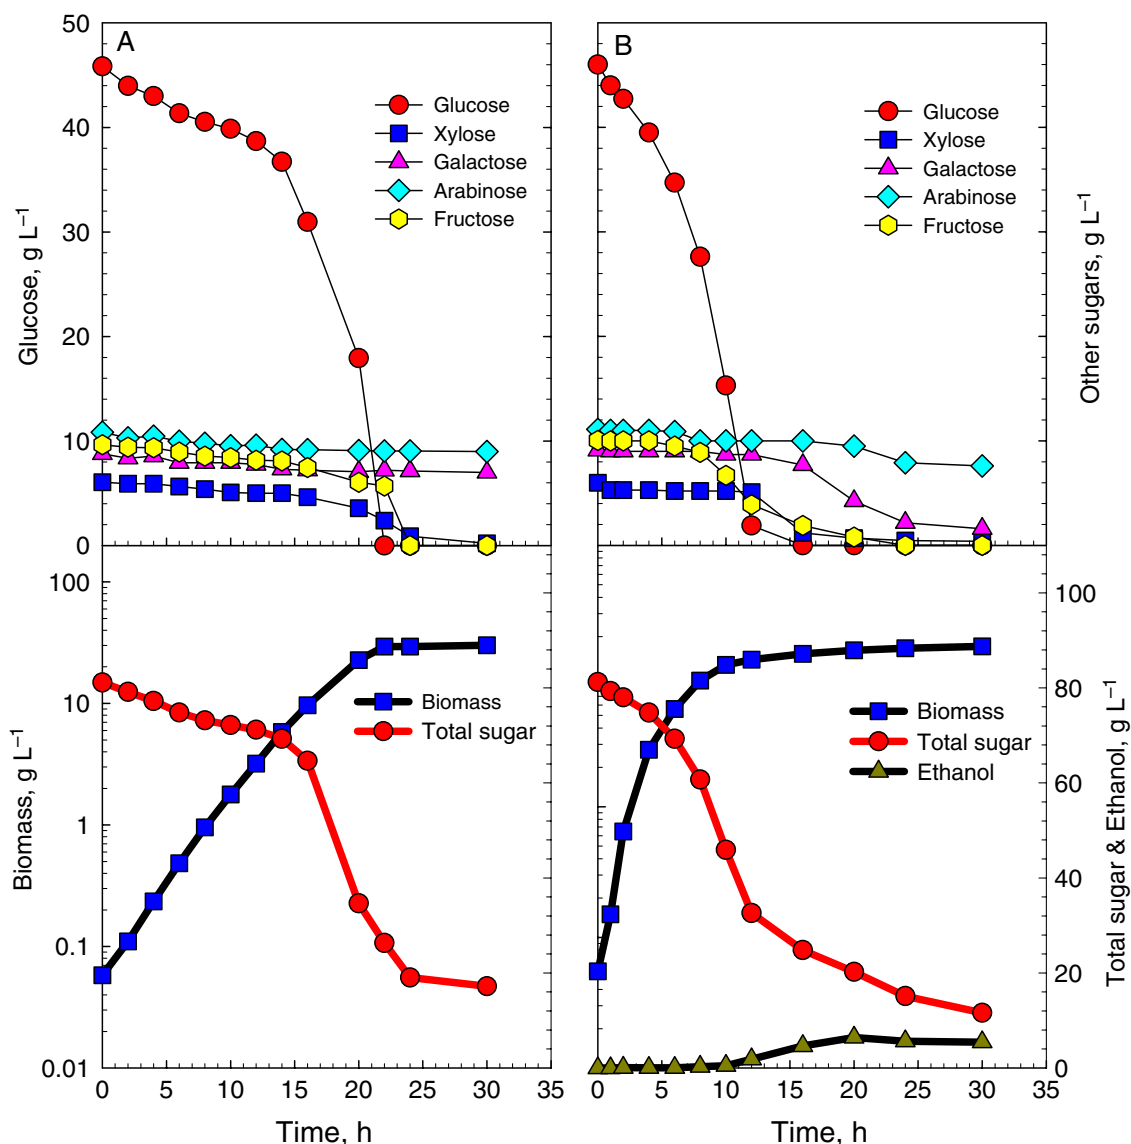 A
B
50
40
30
20
10
0
Glucose, g L⁻¹
Glucose
Xylose
Galactose
Arabinose
Fructose
Glucose
Xylose
Galactose
Arabinose
Fructose
Other sugars, g L⁻¹
100
10
1
0.1
0.01
Biomass, g L⁻¹
Biomass
Total sugar
Biomass
Total sugar
Ethanol
100
80
60
40
20
0
Total sugar & Ethanol, g L⁻¹
0 5 10 15 20 25 30 35
0 5 10 15 20 25 30 35
Time, h
Time, h